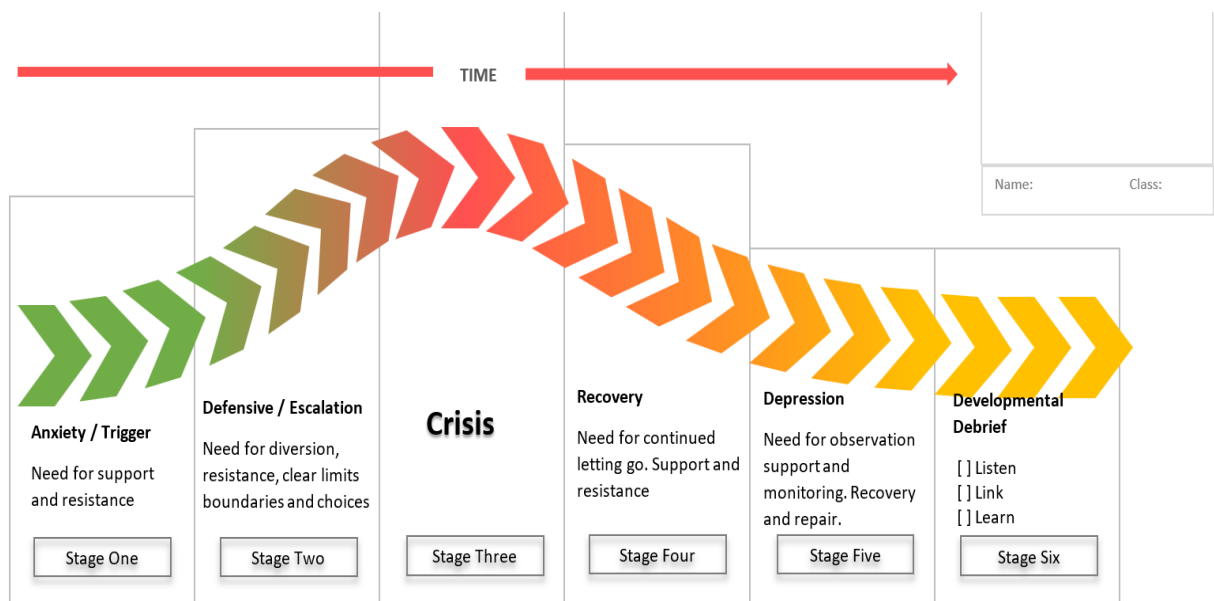 TIME
Name: Class:
Anxiety / Trigger
Need for support
and resistance
Stage One
Defensive / Escalation
Need for diversion,
resistance, clear limits
boundaries and choices
Stage Two
Crisis
Stage Three
Recovery
Need for continued
letting go. Support and
resistance
Stage Four
Depression
Need for observation
support and
monitoring. Recovery
and repair.
Stage Five
Developmental
Debrief
[ ] Listen
[ ] Link
[ ] Learn
Stage Six